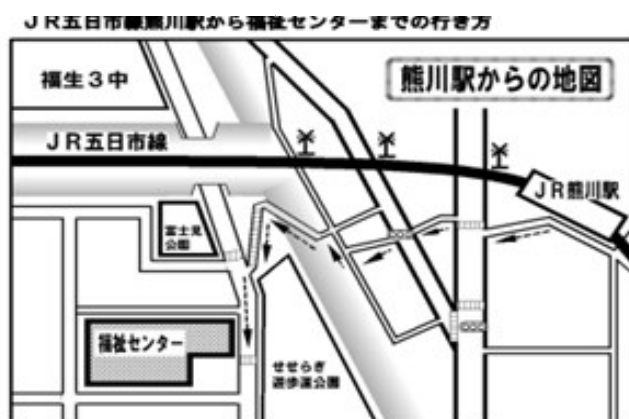 JR五日市線熊川駅から福祉センターまでの行き方
福生3中
熊川駅からの地図
JR五日市線
JR熊川駅
富士見
公園
福祉センター
せせらぎ
遊歩道公園